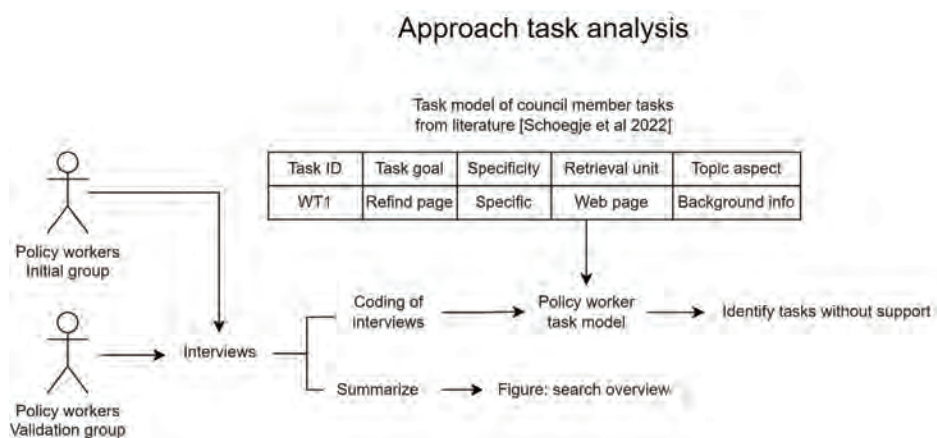 Approach task analysis
Task model of council member tasks
from literature [Schoegje et al 2022]
Task ID Task goal Specificity Retrieval unit Topic aspect
WT1 Refind page Specific Web page Background info
Policy workers
Initial group
Coding of
interviews
Policy worker
task model
Identify tasks without support
Interviews
Summarize
Figure: search overview
Policy workers
Validation group